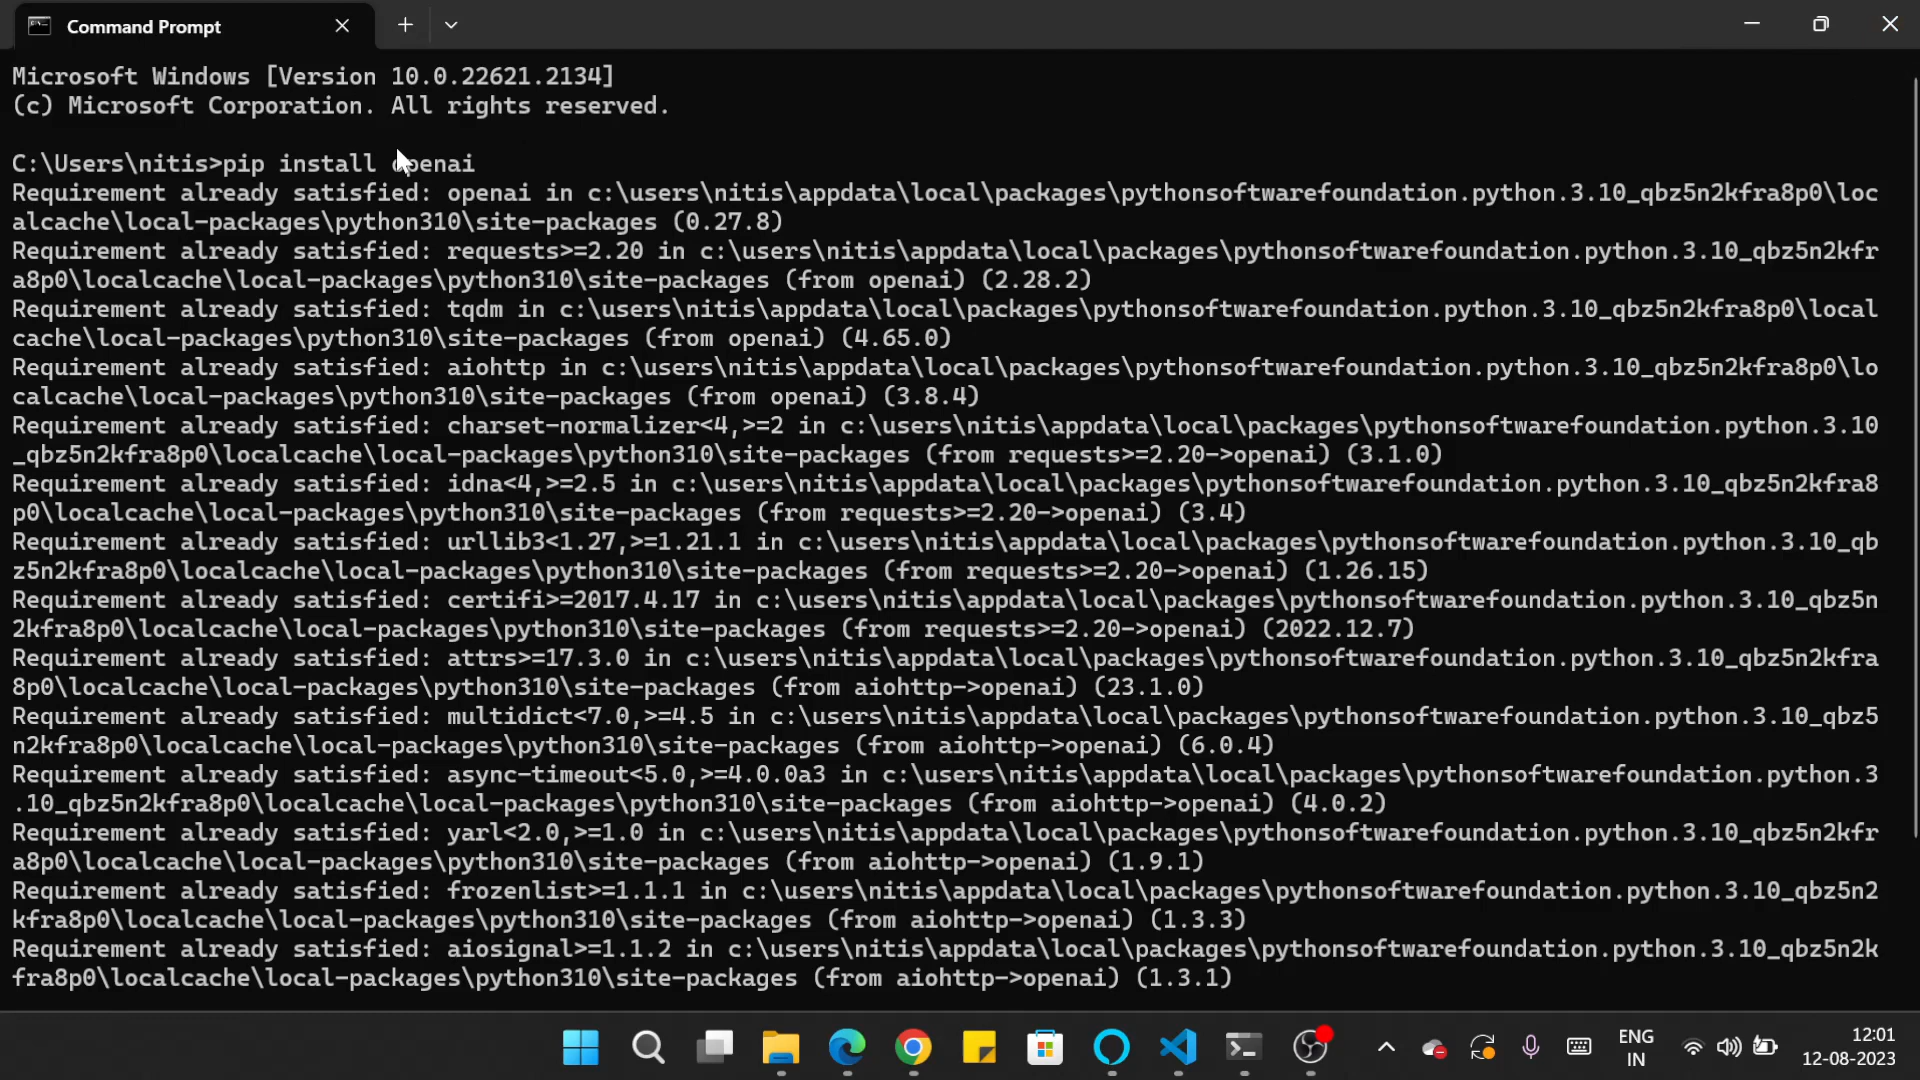 Command Prompt
Microsoft Windows [Version 10.0.22621.2134]
(c) Microsoft Corporation. All rights reserved.
C:\Users\nitis>pip install openai
Requirement already satisfied: openai in c:\users\nitis\appdata\local\packages\pythonsoftwarefoundation.python.3.10_qbz5n2kfra8p0\loc
alcache\local-packages\python310\site-packages (0.27.8)
Requirement already satisfied: requests>=2.20 in c:\users\nitis\appdata\local\packages\pythonsoftwarefoundation.python.3.10_qbz5n2kfr
a8p0\localcache\local-packages\python310\site-packages (from openai) (2.28.2)
Requirement already satisfied: tqdm in c:\users\nitis\appdata\local\packages\pythonsoftwarefoundation.python.3.10_qbz5n2kfra8p0\local
cache\local-packages\python310\site-packages (from openai) (4.65.0)
Requirement already satisfied: aiohttp in c:\users\nitis\appdata\local\packages\pythonsoftwarefoundation.python.3.10_qbz5n2kfra8p0\lo
calcache\local-packages\python310\site-packages (from openai) (3.8.4)
Requirement already satisfied: charset-normalizer<4,>=2 in c:\users\nitis\appdata\local\packages\pythonsoftwarefoundation.python.3.10
_qbz5n2kfra8p0\localcache\local-packages\python310\site-packages (from requests>=2.20->openai) (3.1.0)
Requirement already satisfied: idna<4,>=2.5 in c:\users\nitis\appdata\local\packages\pythonsoftwarefoundation.python.3.10_qbz5n2kfra8
p0\localcache\local-packages\python310\site-packages (from requests>=2.20->openai) (3.4)
Requirement already satisfied: urllib3<1.27,>=1.21.1 in c:\users\nitis\appdata\local\packages\pythonsoftwarefoundation.python.3.10_qb
z5n2kfra8p0\localcache\local-packages\python310\site-packages (from requests>=2.20->openai) (1.26.15)
Requirement already satisfied: certifi>=2017.4.17 in c:\users\nitis\appdata\local\packages\pythonsoftwarefoundation.python.3.10_qbz5n
2kfra8p0\localcache\local-packages\python310\site-packages (from requests>=2.20->openai) (2022.12.7)
Requirement already satisfied: attrs>=17.3.0 in c:\users\nitis\appdata\local\packages\pythonsoftwarefoundation.python.3.10_qbz5n2kfra
8p0\localcache\local-packages\python310\site-packages (from aiohttp->openai) (23.1.0)
Requirement already satisfied: multidict<7.0,>=4.5 in c:\users\nitis\appdata\local\packages\pythonsoftwarefoundation.python.3.10_qbz5
n2kfra8p0\localcache\local-packages\python310\site-packages (from aiohttp->openai) (6.0.4)
Requirement already satisfied: async-timeout<5.0,>=4.0.0a3 in c:\users\nitis\appdata\local\packages\pythonsoftwarefoundation.python.3
.10_qbz5n2kfra8p0\localcache\local-packages\python310\site-packages (from aiohttp->openai) (4.0.2)
Requirement already satisfied: yarl<2.0,>=1.0 in c:\users\nitis\appdata\local\packages\pythonsoftwarefoundation.python.3.10_qbz5n2kfr
a8p0\localcache\local-packages\python310\site-packages (from aiohttp->openai) (1.9.1)
Requirement already satisfied: frozenlist>=1.1.1 in c:\users\nitis\appdata\local\packages\pythonsoftwarefoundation.python.3.10_qbz5n2
kfra8p0\localcache\local-packages\python310\site-packages (from aiohttp->openai) (1.3.3)
Requirement already satisfied: aiosignal>=1.1.2 in c:\users\nitis\appdata\local\packages\pythonsoftwarefoundation.python.3.10_qbz5n2k
fra8p0\localcache\local-packages\python310\site-packages (from aiohttp->openai) (1.3.1)
ENG
IN
12:01
12-08-2023